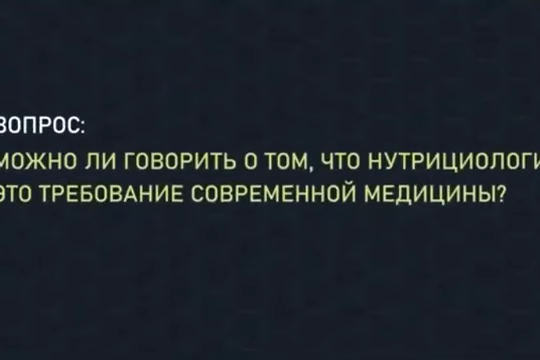 ВОПРОС:
МОЖНО ЛИ ГОВОРИТЬ О ТОМ, ЧТО НУТРИЦИОЛОГИ
ЭТО ТРЕБОВАНИЕ СОВРЕМЕННОЙ МЕДИЦИНЫ?